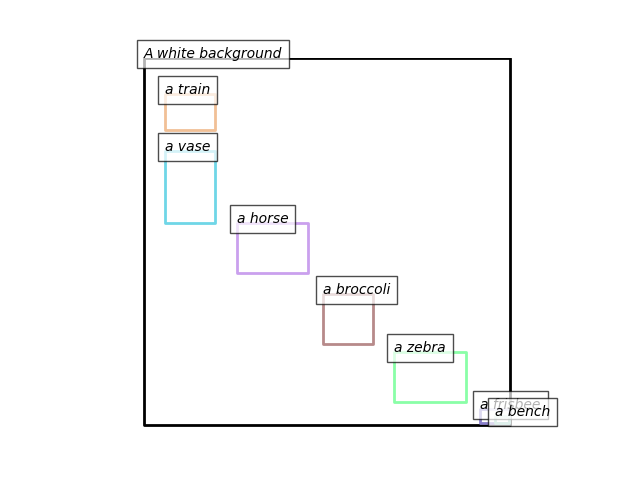 A white background
a train
a vase
a horse
a broccoli
a zebra
a frisbee
a bench